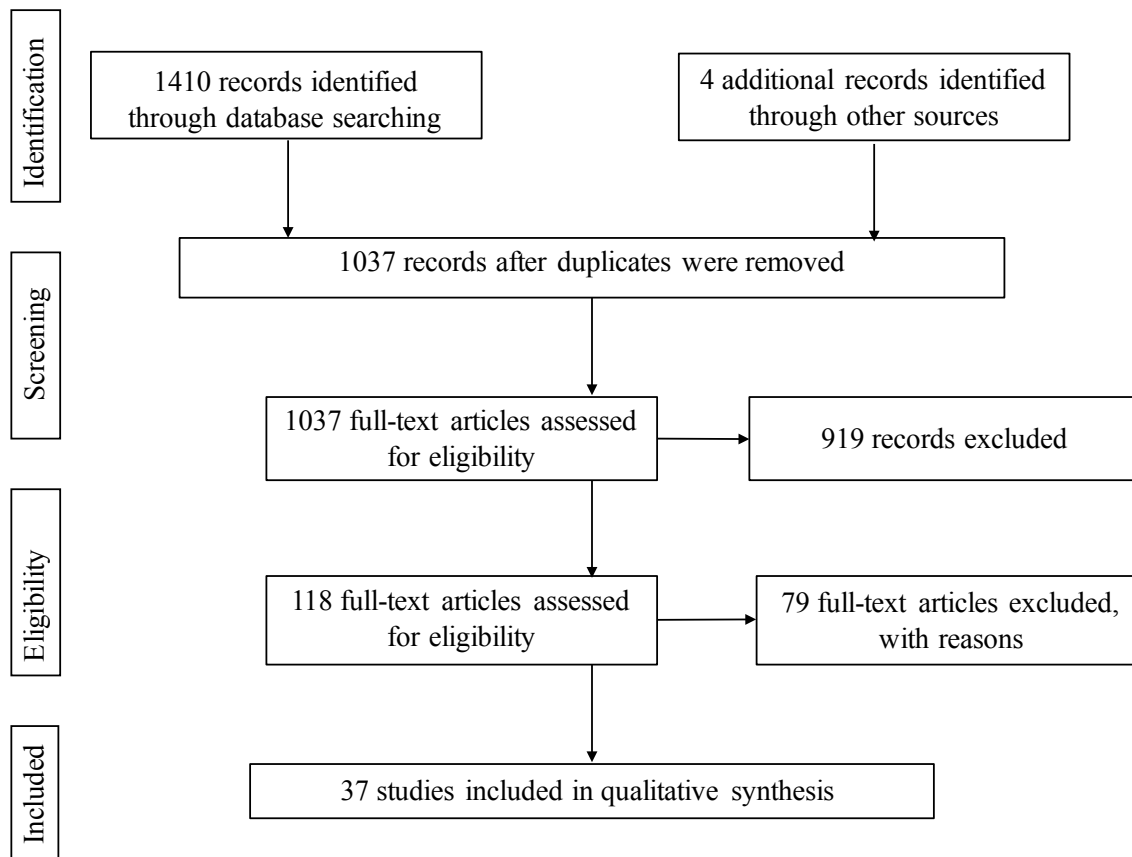 Identification
1410 records identified
through database searching
4 additional records identified
through other sources
Screening
1037 records after duplicates were removed
1037 full-text articles assessed
for eligibility
919 records excluded
Eligibility
118 full-text articles assessed
for eligibility
79 full-text articles excluded,
with reasons
Included
37 studies included in qualitative synthesis